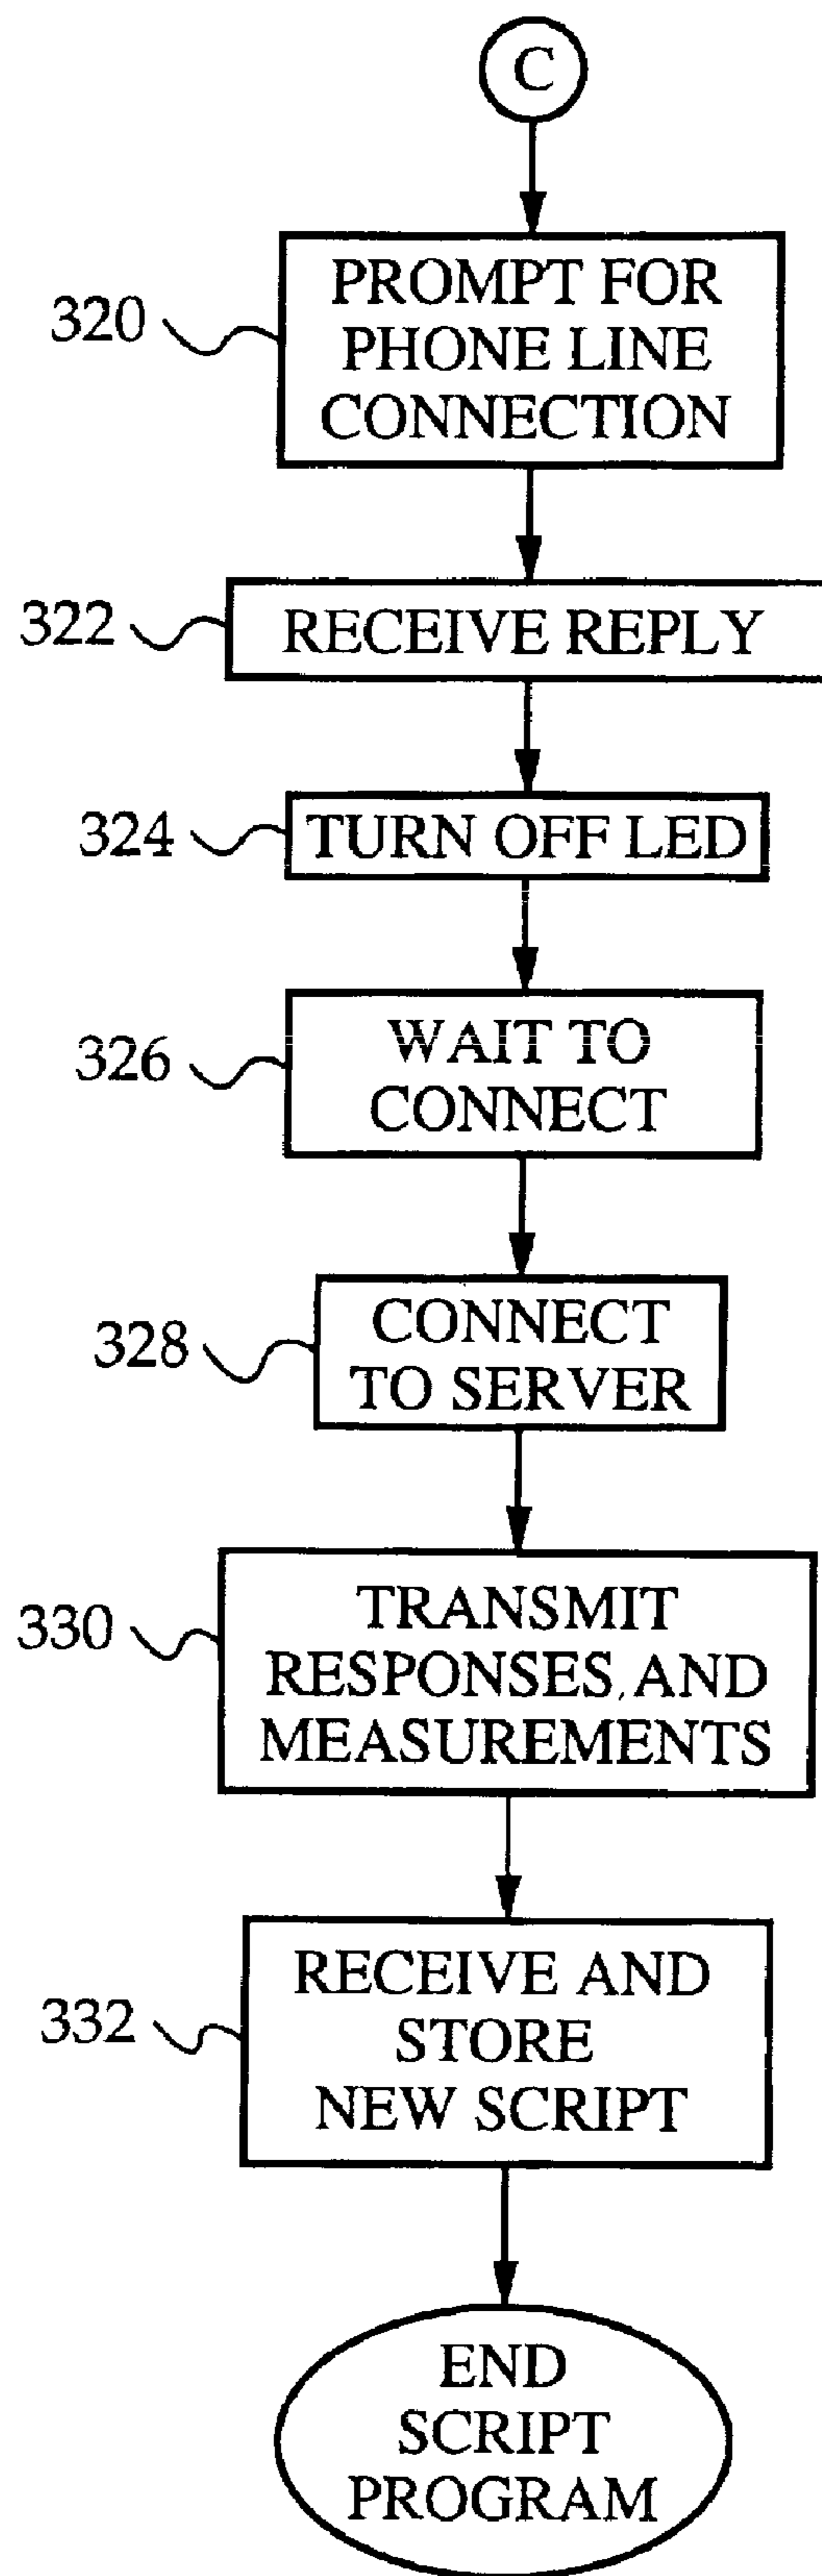 C
320
PROMPT FOR
PHONE LINE
CONNECTION
322
RECEIVE REPLY
324
TURN OFF LED
326
WAIT TO
CONNECT
328
CONNECT
TO SERVER
330
TRANSMIT
RESPONSES, AND
MEASUREMENTS
332
RECEIVE AND
STORE
NEW SCRIPT
END
SCRIPT
PROGRAM